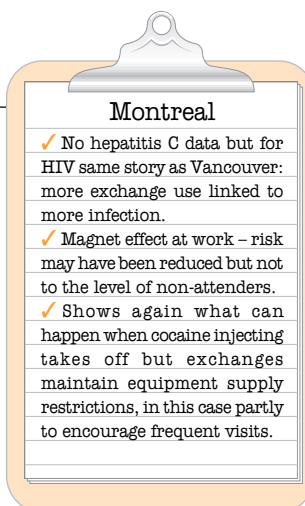 Montreal
✓ No hepatitis C data but for
HIV same story as Vancouver:
more exchange use linked to
more infection.
✓ Magnet effect at work – risk
may have been reduced but not
to the level of non-attenders.
✓ Shows again what can
happen when cocaine injecting
takes off but exchanges
maintain equipment supply
restrictions, in this case partly
to encourage frequent visits.